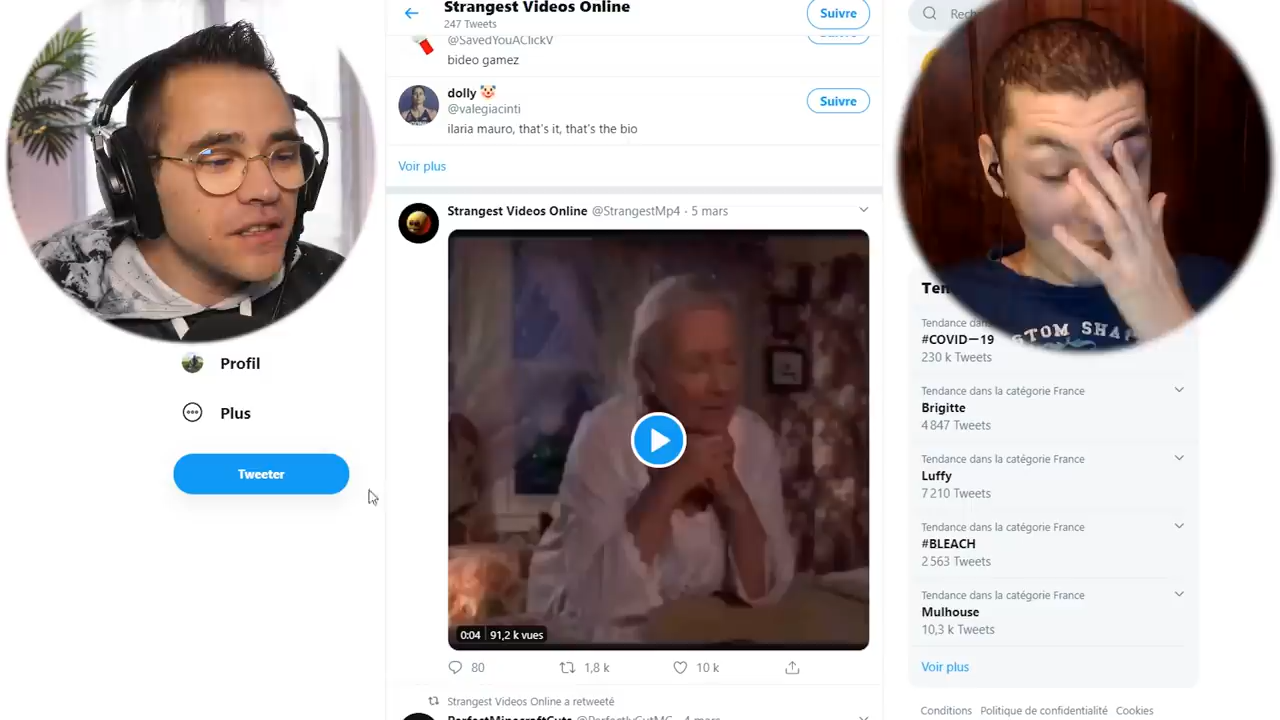 Strangest Videos Online
247 Tweets
Suivre
@SavedYouAClickV
bideo gamez
dolly 🤡
@valegiacinti
Suivre
ilaria mauro, that's it, that's the bio
Voir plus
Strangest Videos Online @StrangestMp4 · 5 mars
0:04 91,2 k vues
80 1,8 k 10 k
Strangest Videos Online a retweeté
PerfectMinecraftCuts @PerfectlyCutMC · 4 mars
Profil
Plus
Tweeter
Rech
Ten
Tendance dan
#COVID—19
230 k Tweets
Tendance dans la catégorie France
Brigitte
4 847 Tweets
Tendance dans la catégorie France
Luffy
7 210 Tweets
Tendance dans la catégorie France
#BLEACH
2 563 Tweets
Tendance dans la catégorie France
Mulhouse
10,3 k Tweets
Voir plus
Conditions Politique de confidentialité Cookies
STOM SHA